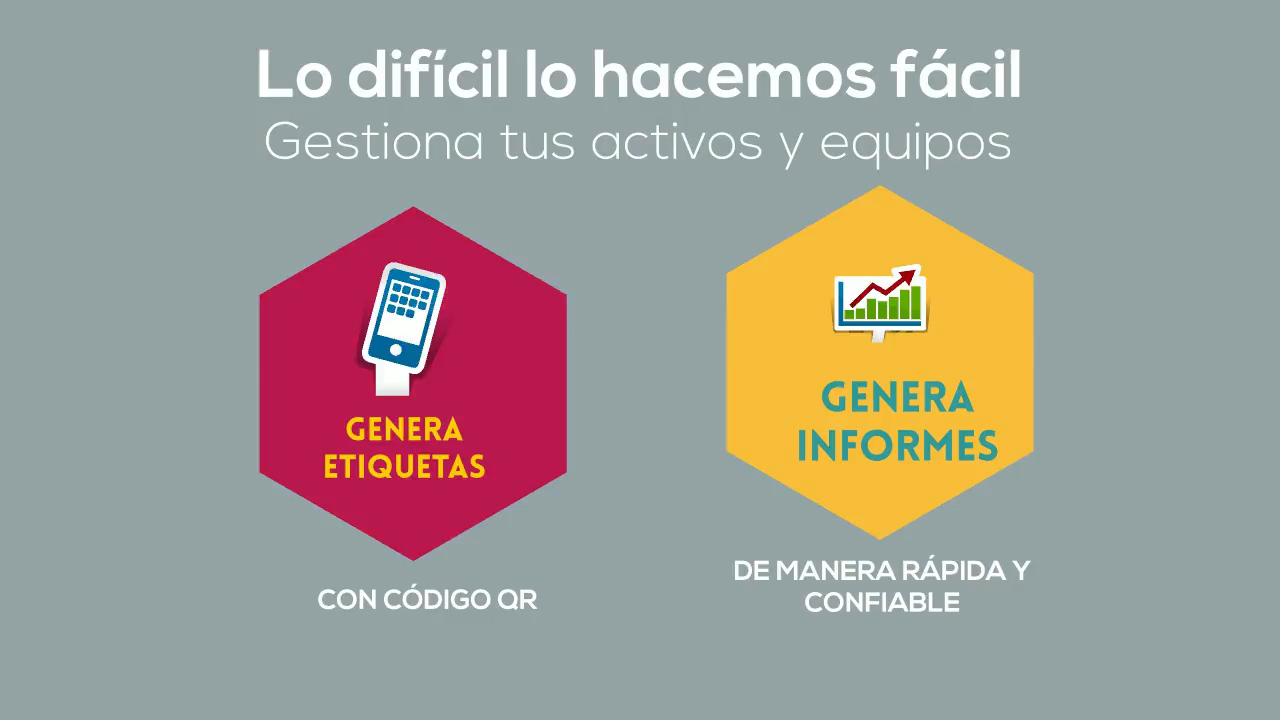 Lo difícil lo hacemos fácil
Gestiona tus activos y equipos
GENERA
ETIQUETAS
CON CÓDIGO QR
GENERA
INFORMES
DE MANERA RÁPIDA Y
CONFIABLE